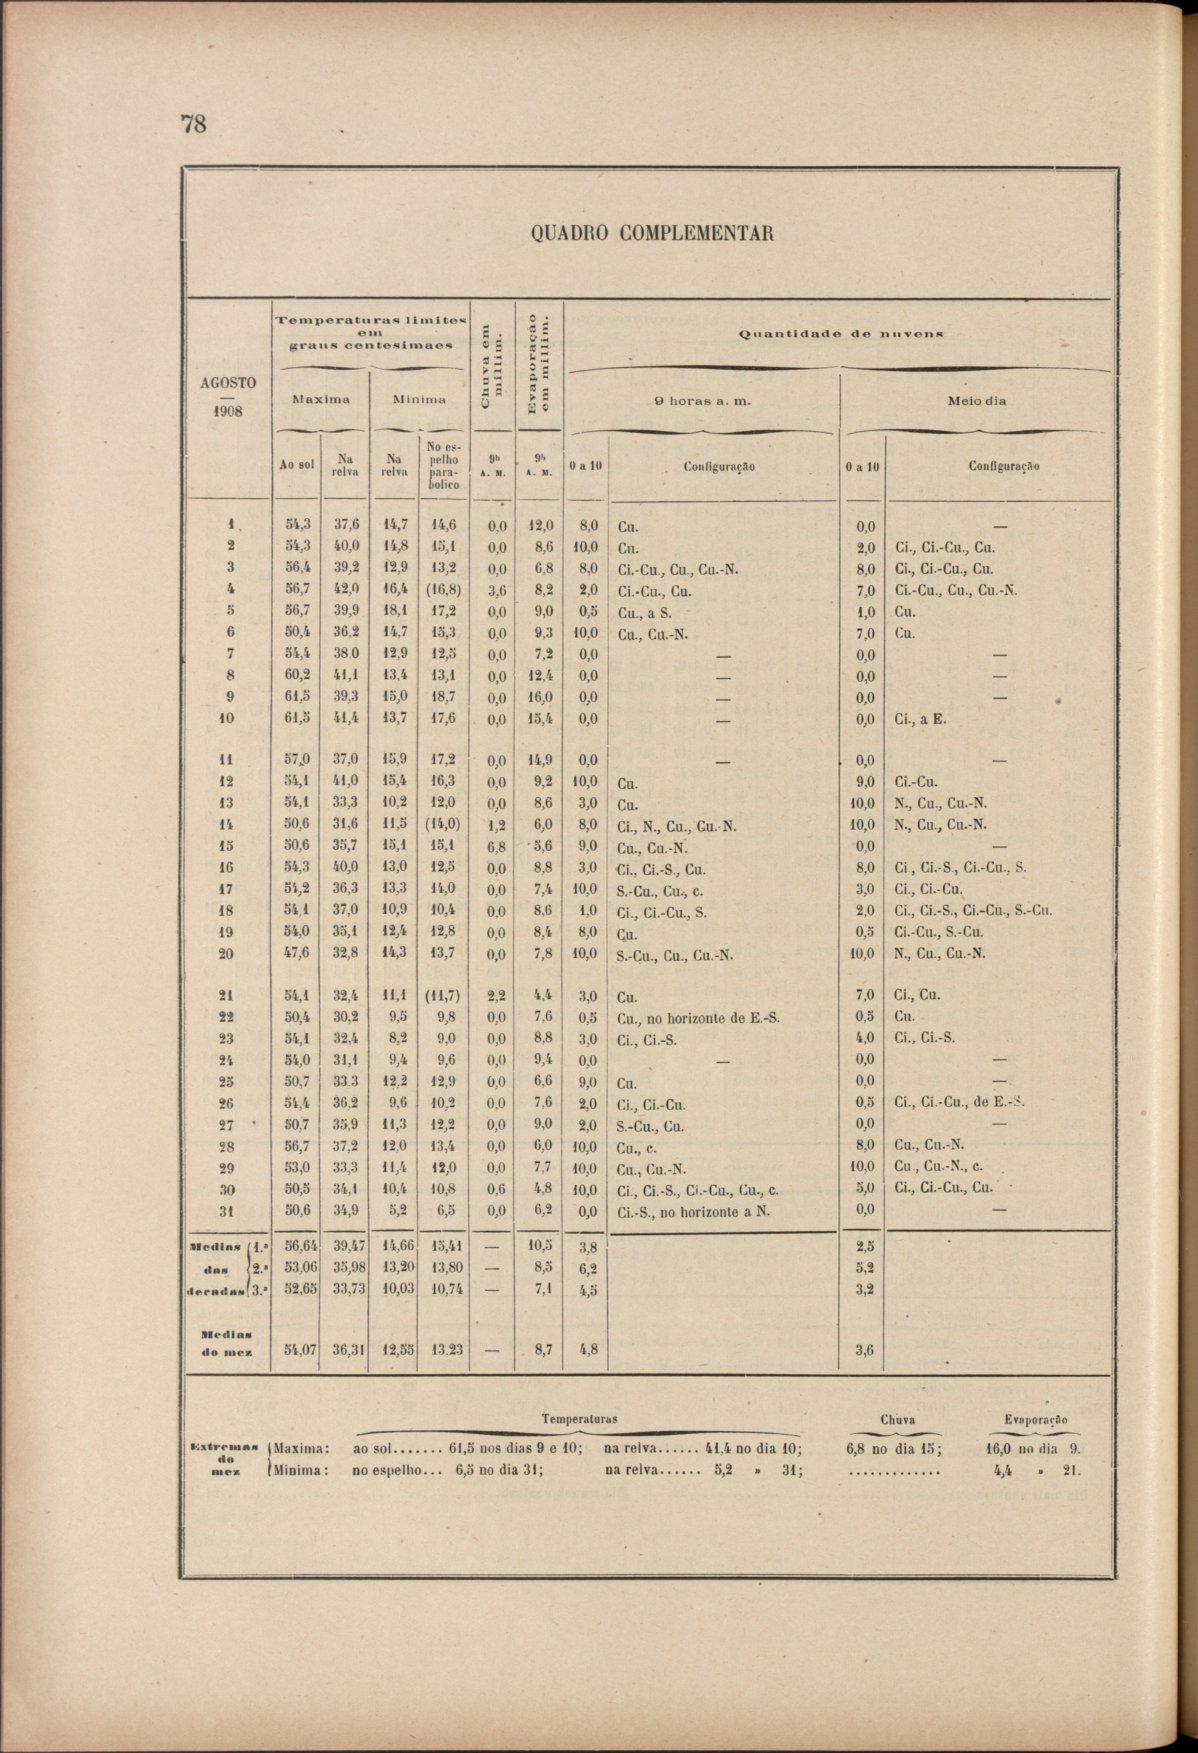 78
QUADRO COMPLEMENTAR
AGOSTO
—
1908
Temperaturas limites
em
graus centesimaes
Chuva em
millim.
Evaporação
em millim.
Quantidade de nuvens
Maxima
Minima
9 horas a. m.
Meio dia
Ao sol
Na
relva
Na
relva
No es-
pelho
para-
bolico
9h
A. M.
9h
A. M.
0 a 10
Configuração
0 a 10
Configuração
1 54,3 37,6 14,7 14,6 0,0 12,0 8,0 Cu. 0,0 —
2 54,3 40,0 14,8 15,1 0,0 8,6 10,0 Cu. 2,0 Ci., Ci.-Cu., Cu.
3 56,4 39,2 12,9 13,2 0,0 6,8 8,0 Ci.-Cu., Cu., Cu.-N. 8,0 Ci., Ci.-Cu., Cu.
4 56,7 42,0 16,4 (16,8) 3,6 8,2 2,0 Ci.-Cu., Cu. 7,0 Ci.-Cu., Cu., Cu.-N.
5 56,7 39,9 18,1 17,2 0,0 9,0 0,5 Cu., a S. 1,0 Cu.
6 50,4 36,2 14,7 15,3 0,0 9,3 10,0 Cu., Cu.-N. 7,0 Cu.
7 54,4 38.0 12,9 12,5 0,0 7,2 0,0 — 0,0 —
8 60,2 41,1 13,4 13,1 0,0 12,4 0,0 — 0,0 —
9 61,5 39,3 15,0 18,7 0,0 16,0 0,0 — 0,0 —
10 61,5 41,4 13,7 17,6 0,0 15,4 0,0 — 0,0 Ci., a E.
11 57,0 37,0 15,9 17,2 0,0 14,9 0,0 — 0,0 —
12 54,1 41,0 15,4 16,3 0,0 9,2 10,0 Cu. 9,0 Ci.-Cu.
13 54,1 33,3 10,2 12,0 0,0 8,6 3,0 Cu. 10,0 N., Cu., Cu.-N.
14 50,6 31,6 11,5 (14,0) 1,2 6,0 8,0 Ci., N., Cu., Cu.-N. 10,0 N., Cu., Cu.-N.
15 50,6 35,7 15,1 15,1 6,8 5,6 9,0 Cu., Cu.-N. 0,0 —
16 54,3 40,0 13,0 12,5 0,0 8,8 3,0 Ci., Ci.-S., Cu. 8,0 Ci , Ci.-S., Ci.-Cu., S.
17 54,2 36,3 13,3 14,0 0,0 7,4 10,0 S.-Cu., Cu., c. 3,0 Ci., Ci.-Cu.
18 54,1 37,0 10,9 10,4 0,0 8,6 1,0 Ci., Ci.-Cu., S. 2,0 Ci., Ci.-S., Ci.-Cu., S.-Cu.
19 54,0 35,1 12,4 12,8 0,0 8,4 8,0 Cu. 0,5 Ci.-Cu., S.-Cu.
20 47,6 32,8 14,3 13,7 0,0 7,8 10,0 S.-Cu., Cu., Cu.-N. 10,0 N., Cu., Cu.-N.
21 54,1 32,4 11,1 (11,7) 2,2 4,4 3,0 Cu. 7,0 Ci., Cu.
22 50,4 30,2 9,5 9,8 0,0 7,6 0,5 Cu., no horizonte de E.-S. 0,5 Cu.
23 54,1 32,4 8,2 9,0 0,0 8,8 3,0 Ci., Ci.-S. 4,0 Ci., Ci.-S.
24 54,0 31,1 9,4 9,6 0,0 9,4 0,0 — 0,0 —
25 50,7 33.3 12,2 12,9 0,0 6,6 9,0 Cu. 0,0 —
26 54,4 36,2 9,6 10,2 0,0 7,6 2,0 Ci., Ci.-Cu. 0,5 Ci., Ci.-Cu., de E.-S.
27 50,7 35,9 11,3 12,2 0,0 9,0 2,0 S.-Cu., Cu. 0,0 —
28 56,7 37,2 12,0 13,4 0,0 6,0 10,0 Cu., c. 8,0 Cu., Cu.-N.
29 53,0 33,3 11,4 12,0 0,0 7,7 10,0 Cu., Cu.-N. 10,0 Cu , Cu.-N., c.
30 50,5 34,1 10,4 10,8 0,6 4,8 10,0 Ci., Ci.-S., Ci.-Cu., Cu., c. 5,0 Ci., Ci.-Cu., Cu.
31 50,6 34,9 5,2 6,5 0,0 6,2 0,0 Ci.-S., no horizonte a N. 0,0 —
Medias 1.ª 56,64 39,47 14,66 15,41 — 10,5 3,8 2,5
das 2.ª 53,06 35,98 13,20 13,80 — 8,5 6,2 5,2
decadas 3.ª 52,65 33,73 10,03 10,74 — 7,1 4,5 3,2
Medias
do mez 54,07 36,31 12,55 13.23 — 8,7 4,8 3,6
Temperaturas Chuva Evaporação
Extremas
do
mez
Maxima: ao sol....... 61,5 nos dias 9 e 10; na relva...... 41,4 no dia 10; 6,8 no dia 15; 16,0 no dia 9.
Minima: no espelho... 6,5 no dia 31; na relva...... 5,2 » 31; ............. 4,4 » 21.